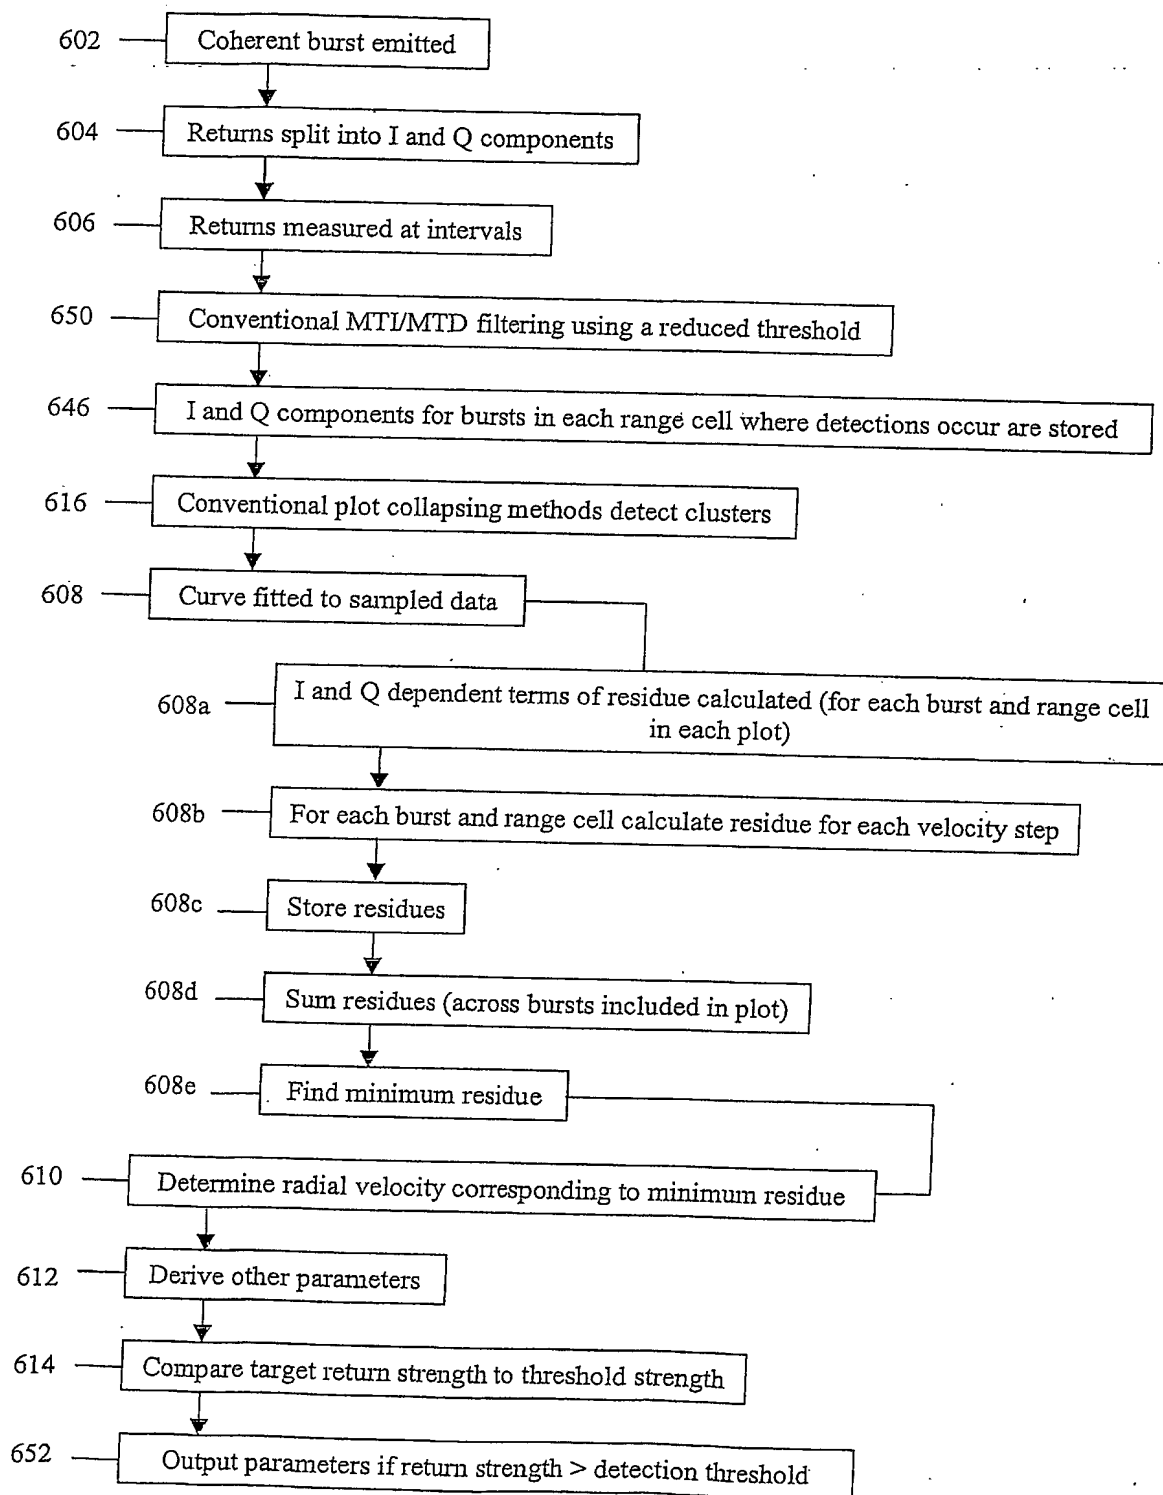 602 Coherent burst emitted
604 Returns split into I and Q components
606 Returns measured at intervals
650 Conventional MTI/MTD filtering using a reduced threshold
646 I and Q components for bursts in each range cell where detections occur are stored
616 Conventional plot collapsing methods detect clusters
608 Curve fitted to sampled data
608a I and Q dependent terms of residue calculated (for each burst and range cell
in each plot)
608b For each burst and range cell calculate residue for each velocity step
608c Store residues
608d Sum residues (across bursts included in plot)
608e Find minimum residue
610 Determine radial velocity corresponding to minimum residue
612 Derive other parameters
614 Compare target return strength to threshold strength
652 Output parameters if return strength > detection threshold